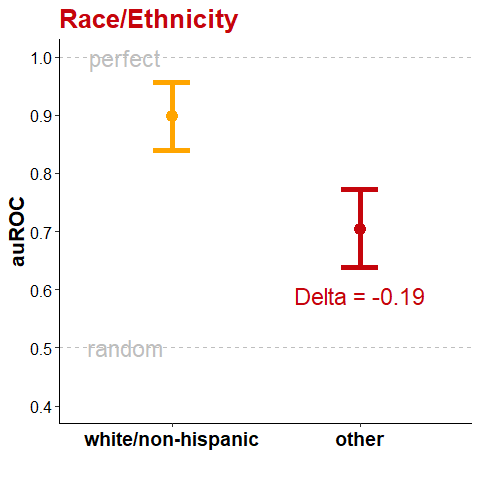 Race/Ethnicity
1.0
perfect
0.9
0.8
0.7
auROC
0.6
Delta = -0.19
0.5
random
0.4
white/non-hispanic
other